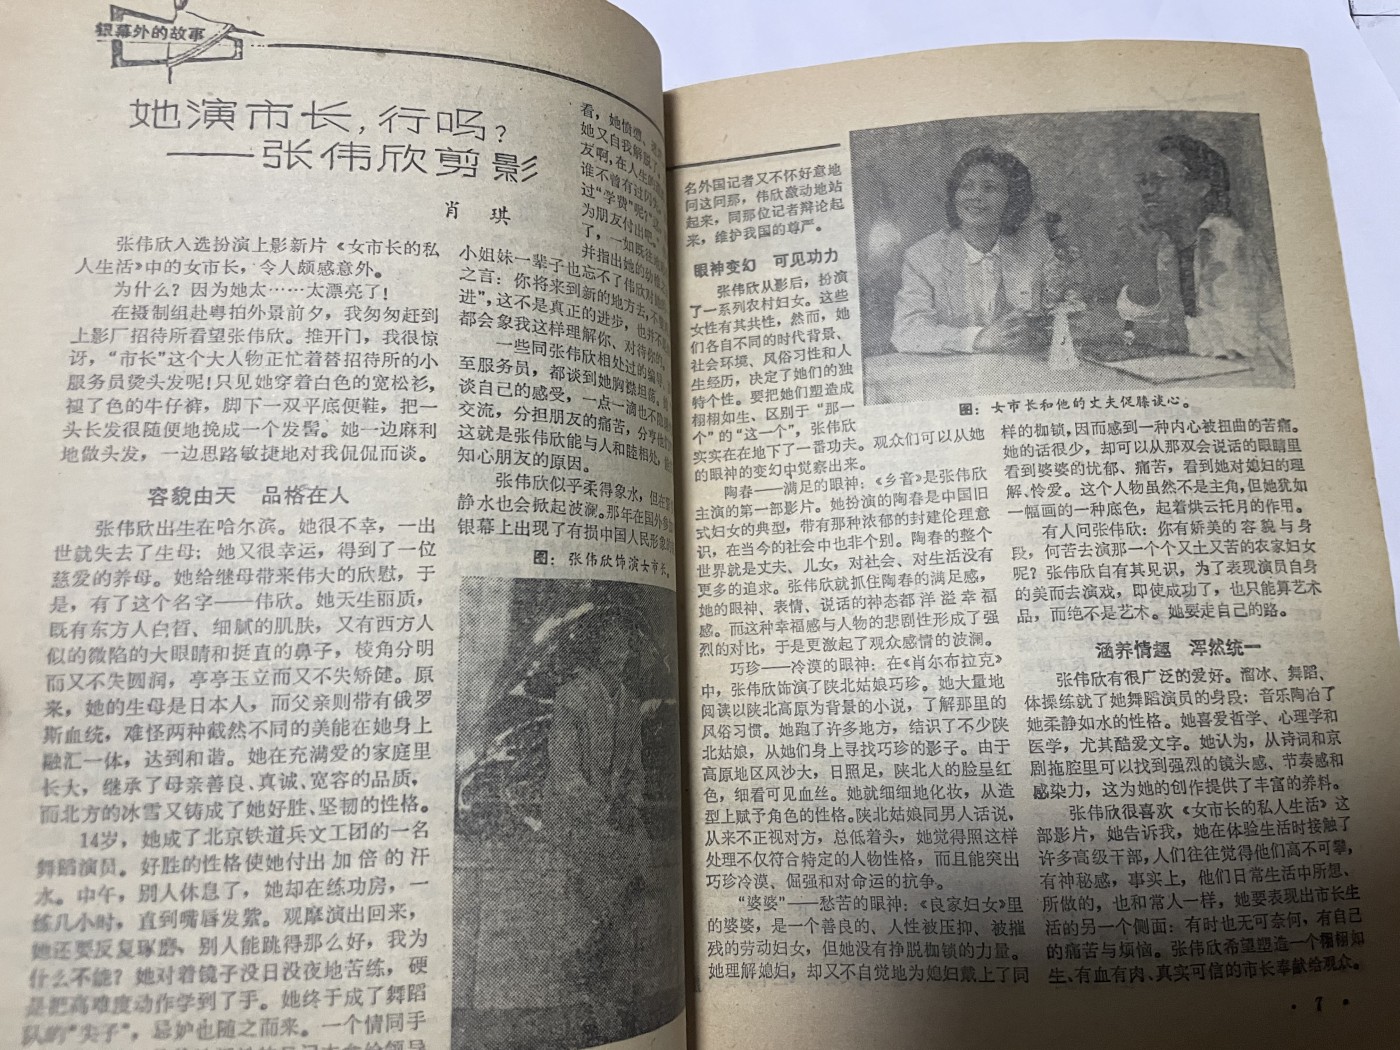 银幕外的故事
她演市长，行吗？
——张伟欣剪影
肖 琪
张伟欣入选扮演上影新片《女市长的私
人生活》中的女市长，令人颇感意外。
为什么？因为她太……太漂亮了！
在摄制组赴粤拍外景前夕，我匆匆赶到
上影厂招待所看望张伟欣。推开门，我很惊
讶，“市长”这个大人物正忙着替招待所的小
服务员烫头发呢！只见她穿着白色的宽松衫，
褪了色的牛仔裤，脚下一双平底便鞋，把一
头长发很随便地挽成一个发髻。她一边麻利
地做头发，一边思路敏捷地对我侃侃而谈。
容貌由天 品格在人
张伟欣出生在哈尔滨。她很不幸，一出
世就失去了生母；她又很幸运，得到了一位
慈爱的养母。她给继母带来伟大的欣慰，于
是，有了这个名字——伟欣。她天生丽质，
既有东方人白皙、细腻的肌肤，又有西方人
似的微陷的大眼睛和挺直的鼻子，棱角分明
而又不失圆润，亭亭玉立而又不失矫健。原
来，她的生母是日本人，而父亲则带有俄罗
斯血统，难怪两种截然不同的美能在她身上
融汇一体，达到和谐。她在充满爱的家庭里
长大，继承了母亲善良、真诚、宽容的品质，
而北方的冰雪又铸成了她好胜、坚韧的性格。
14岁，她成了北京铁道兵文工团的一名
舞蹈演员。好胜的性格使她付出加倍的汗
水。中午，别人休息了，她却在练功房，一
练几小时，直到嘴唇发紫。观摩演出回来，
她还要反复琢磨，别人能跳得那么好，我为
什么不能？她对着镜子没日没夜地苦练，硬
是把高难度动作学到了手。她终于成了舞蹈
队的“尖子”，忌妒也随之而来。一个情同手
看，她愤懑、
她又自我解脱了
友啊，在人生的
谁不曾有过闪失
过“学费”呢？
为朋友付出吧。
了，一如既往
并指出她的
小姐妹一辈子也忘不了伟欣对她
之言：你将来到新的地方去，不
进”，这不是真正的进步，也并不
都会象我这样理解你、对待你的。
一些同张伟欣相处过的编导
至服务员，都谈到她胸襟坦荡。
谈自己的感受，一点一滴也不
交流，分担朋友的痛苦，分享他
这就是张伟欣能与人和睦相处，
知心朋友的原因。
张伟欣似乎柔得象水，但在
静水也会掀起波澜。那年在国外参
银幕上出现了有损中国人民形象的
图：张伟欣饰演女市长。
名外国记者又不怀好意地
问这问那，伟欣激动地站
起来，同那位记者辩论起
来，维护我国的尊严。
眼神变幻 可见功力
张伟欣从影后，扮演
了一系列农村妇女。这些
女性有其共性，然而，她
们各自不同的时代背景、
社会环境、风俗习性和人
生经历，决定了她们的独
特个性。要把她们塑造成
栩栩如生、区别于“那一
个”的“这一个”，张伟欣
实实在在地下了一番功夫。观众们可以从她
的眼神的变幻中觉察出来。
陶春——满足的眼神：《乡音》是张伟欣
主演的第一部影片。她扮演的陶春是中国旧
式妇女的典型，带有那种浓郁的封建伦理意
识，在当今的社会中也非个别。陶春的整个
世界就是丈夫、儿女，对社会、对生活没有
更多的追求。张伟欣就抓住陶春的满足感，
她的眼神、表情、说话的神态都洋溢幸福
感。而这种幸福感与人物的悲剧性形成了强
烈的对比，于是更激起了观众感情的波澜。
巧珍——冷漠的眼神：在《肖尔布拉克》
中，张伟欣饰演了陕北姑娘巧珍。她大量地
阅读以陕北高原为背景的小说，了解那里的
风俗习惯。她跑了许多地方，结识了不少陕
北姑娘，从她们身上寻找巧珍的影子。由于
高原地区风沙大，日照足，陕北人的脸呈红
色，细看可见血丝。她就细细地化妆，从造
型上赋予角色的性格。陕北姑娘同男人话说，
从来不正视对方，总低着头，她觉得照这样
处理不仅符合特定的人物性格，而且能突出
巧珍冷漠、倔强和对命运的抗争。
“婆婆”——愁苦的眼神：《良家妇女》里
的婆婆，是一个善良的、人性被压抑、被摧
残的劳动妇女，但她没有挣脱枷锁的力量。
她理解媳妇，却又不自觉地为媳妇戴上了同
图：女市长和他的丈夫促膝谈心。
样的枷锁，因而感到一种内心被扭曲的苦痛。
她的话很少，却可以从那双会说话的眼睛里
看到婆婆的忧郁、痛苦，看到她对媳妇的理
解、怜爱。这个人物虽然不是主角，但她犹如
一幅画的一种底色，起着烘云托月的作用。
有人问张伟欣：你有娇美的容貌与身
段，何苦去演那一个个又土又苦的农家妇女
呢？张伟欣自有其见识，为了表现演员自身
的美而去演戏，即使成功了，也只能算艺术
品，而绝不是艺术。她要走自己的路。
涵养情趣 浑然统一
张伟欣有很广泛的爱好。溜冰、舞蹈、
体操练就了她舞蹈演员的身段；音乐陶冶了
她柔静如水的性格。她喜爱哲学、心理学和
医学，尤其酷爱文字。她认为，从诗词和京
剧拖腔里可以找到强烈的镜头感、节奏感和
感染力，这为她的创作提供了丰富的养料。
张伟欣很喜欢《女市长的私人生活》这
部影片，她告诉我，她在体验生活时接触了
许多高级干部，人们往往觉得他们高不可攀，
有神秘感，事实上，他们日常生活中所想、
所做的，也和常人一样，她要表现出市长生
活的另一个侧面：有时也无可奈何，有自己
的痛苦与烦恼。张伟欣希望塑造一个栩栩如
生、有血有肉、真实可信的市长奉献给观众。
· 7 ·